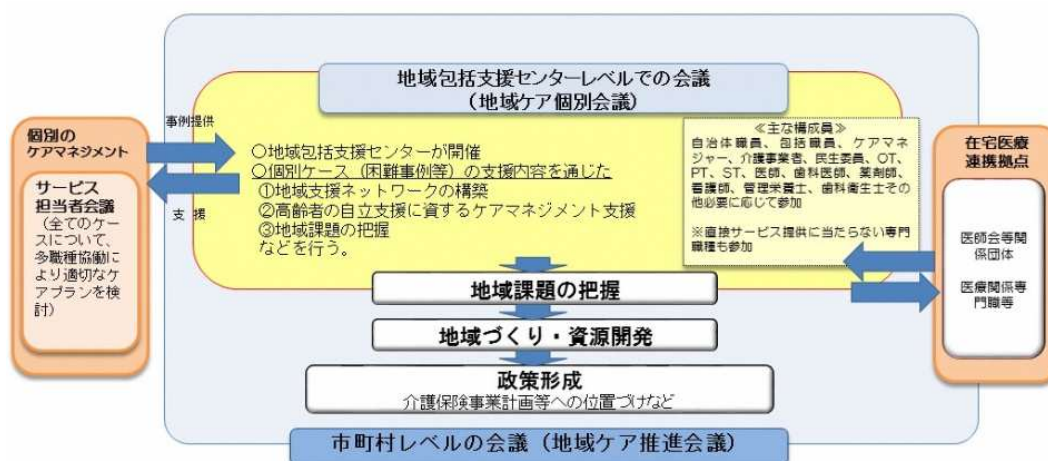 地域包括支援センターレベルでの会議
（地域ケア個別会議）
個別の
ケアマネジメント
サービス
担当者会議
（全てのケー
スについて、
多職種協働に
より適切なケ
アプランを検
討）
事例提供
支 援
○地域包括支援センターが開催
○個別ケース（困難事例等）の支援内容を通じた
①地域支援ネットワークの構築
②高齢者の自立支援に資するケアマネジメント支援
③地域課題の把握
などを行う。
≪主な構成員≫
自治体職員、包括職員、ケアマネ
ジャー、介護事業者、民生委員、OT、
PT、ST、医師、歯科医師、薬剤師、
看護師、管理栄養士、歯科衛生士その
他必要に応じて参加
※直接サービス提供に当たらない専門
職種も参加
在宅医療
連携拠点
医師会等関
係団体
医療関係専
門職等
地域課題の把握
地域づくり・資源開発
政策形成
介護保険事業計画等への位置づけなど
市町村レベルの会議（地域ケア推進会議）